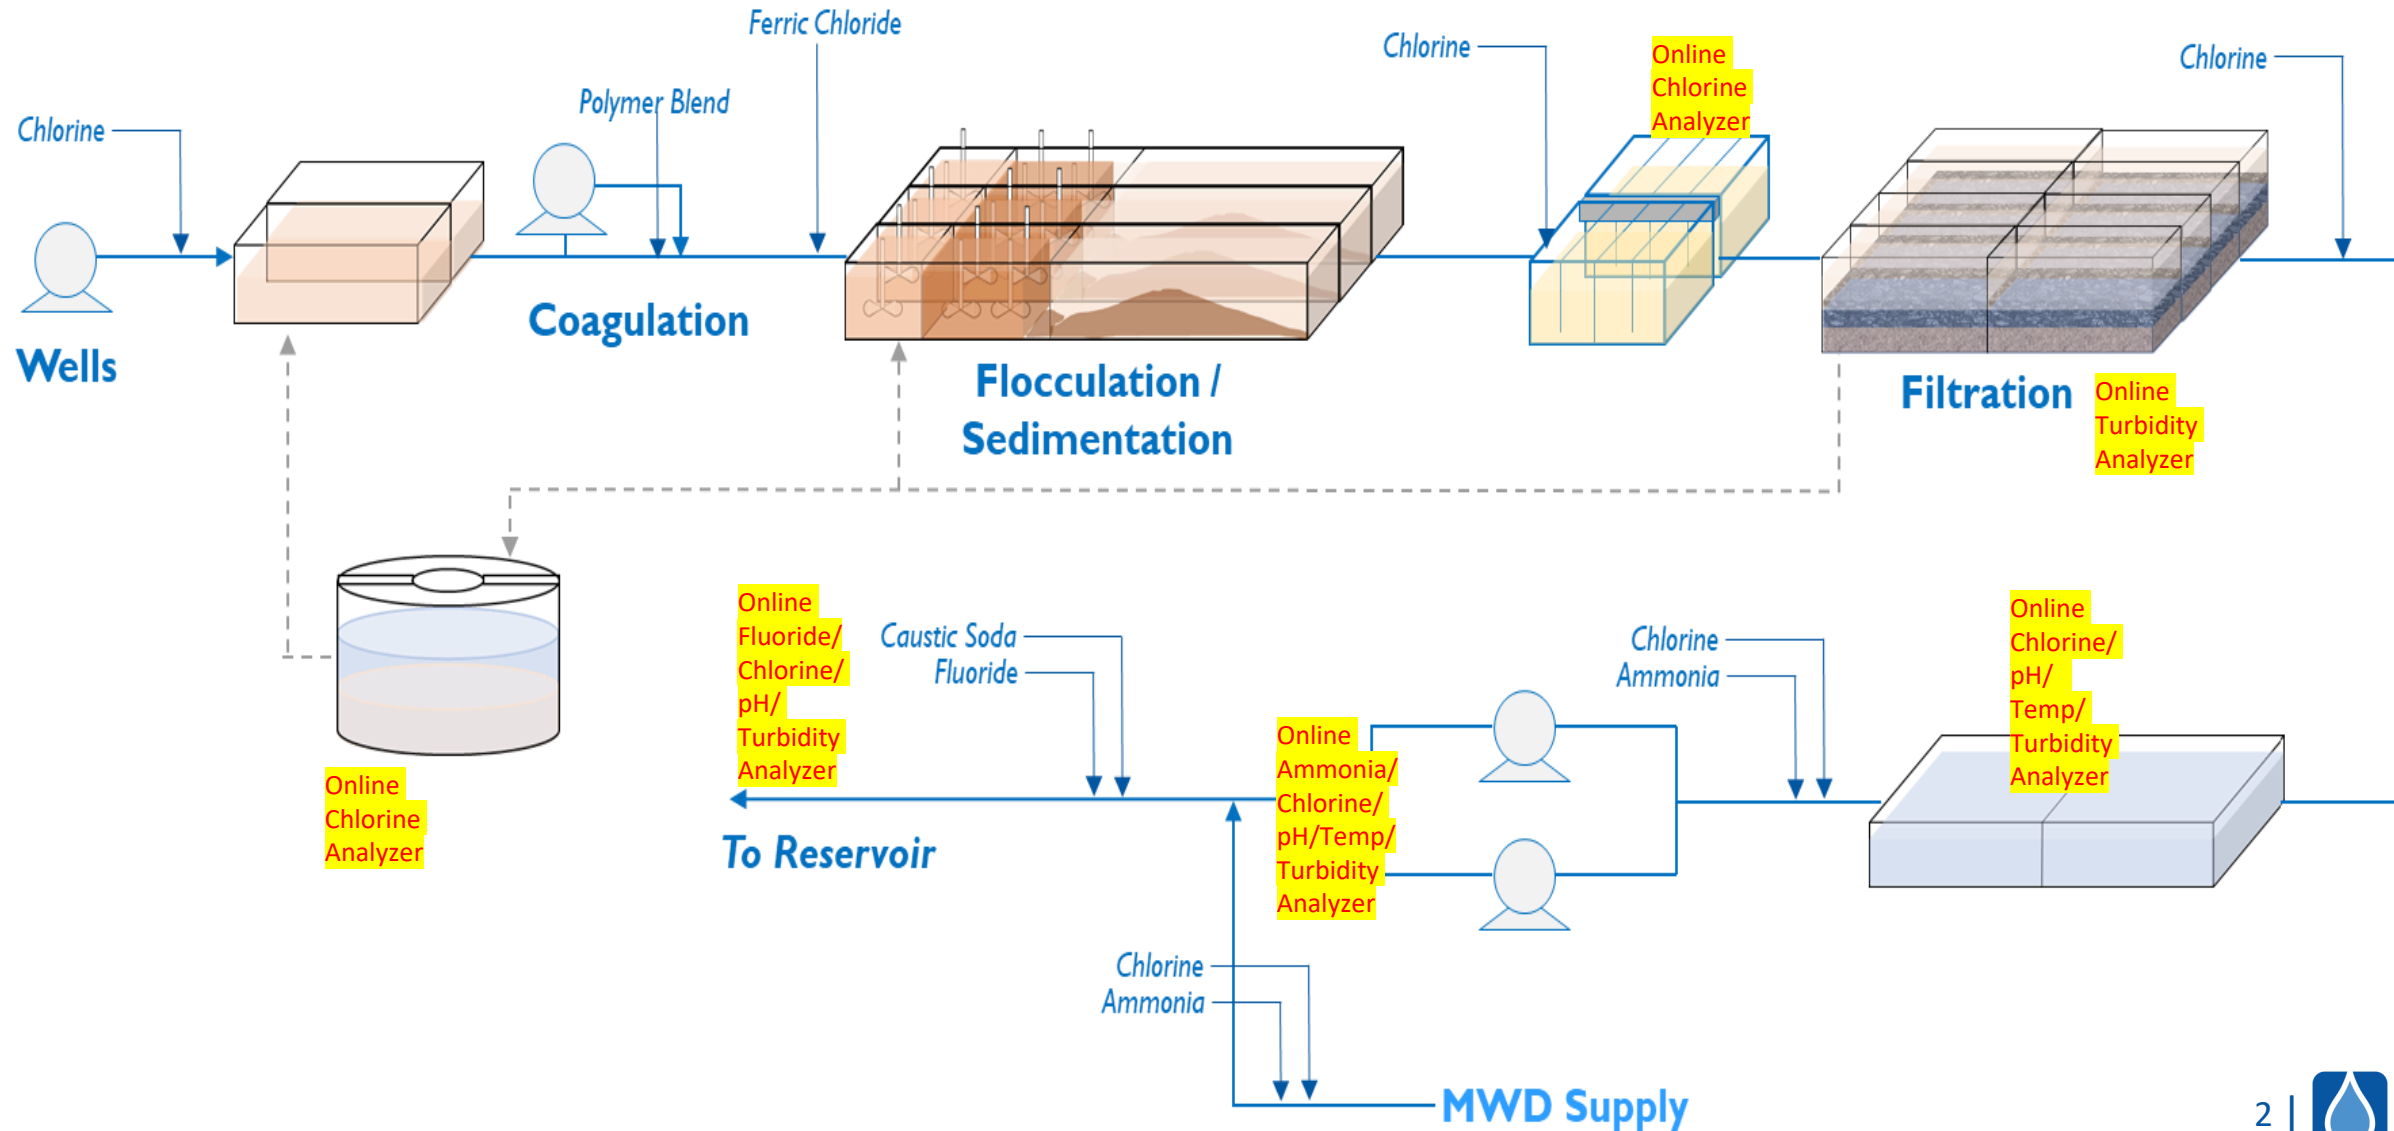 Ferric Chloride
Chlorine
Online
Chlorine
Analyzer
Chlorine
Polymer Blend
Chlorine
Coagulation
Wells
Flocculation /
Sedimentation
Filtration
Online
Turbidity
Analyzer
Online
Fluoride/
Chlorine/
pH/
Turbidity
Analyzer
Caustic Soda
Fluoride
Chlorine
Ammonia
Online
Chlorine/
pH/
Temp/
Turbidity
Analyzer
Online
Ammonia/
Chlorine/
pH/Temp/
Turbidity
Analyzer
Online
Chlorine
Analyzer
To Reservoir
Chlorine
Ammonia
MWD Supply
2 |